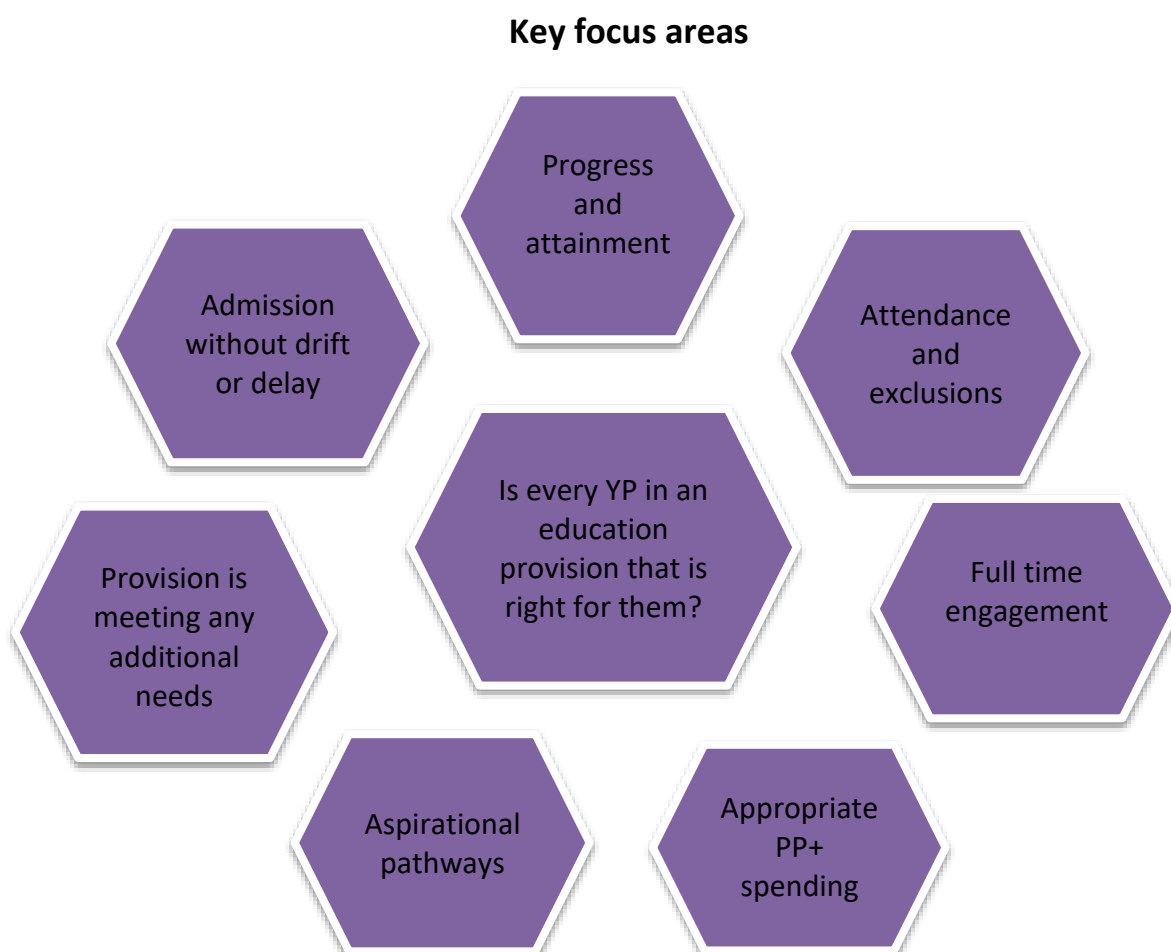 Key focus areas
Progress
and
attainment
Admission
without drift
or delay
Attendance
and
exclusions
Is every YP in an
education
provision that is
right for them?
Provision is
meeting any
additional
needs
Full time
engagement
Aspirational
pathways
Appropriate
PP+
spending